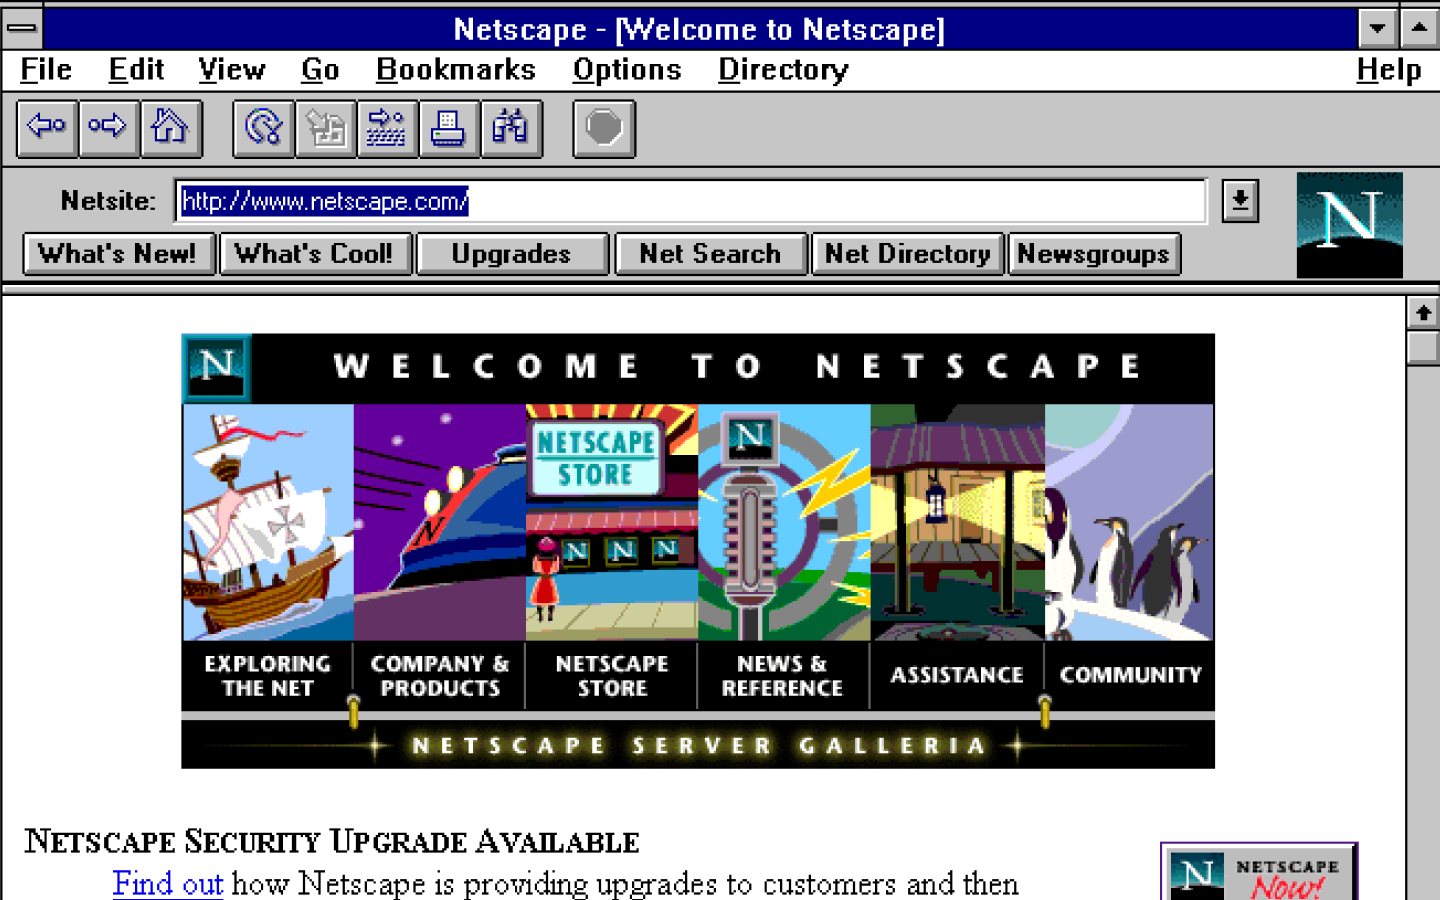 Netscape - [Welcome to Netscape]
File Edit View Go Bookmarks Options Directory Help
Netsite: http://www.netscape.com/
N
What's New! What's Cool! Upgrades Net Search Net Directory Newsgroups
N WELCOME TO NETSCAPE
NETSCAPE
STORE
N
N
N N N
EXPLORING
THE NET
COMPANY &
PRODUCTS
NETSCAPE
STORE
NEWS &
REFERENCE
ASSISTANCE
COMMUNITY
NETSCAPE SERVER GALLERIA
NETSCAPE SECURITY UPGRADE AVAILABLE
Find out how Netscape is providing upgrades to customers and then
N NETSCAPE
Now!